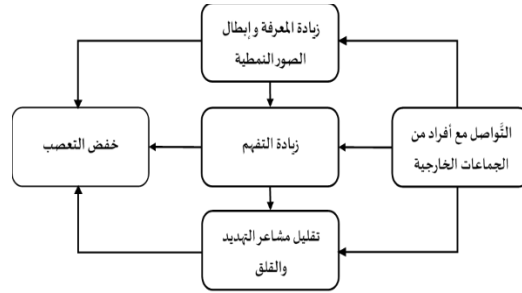 زيادة المعرفة وإبطال
الصور النمطية
التَّواصل مع أفراد من
الجماعات الخارجية
زيادة التفهم
خفض التعصب
تقليل مشاعر التهديد
والقلق